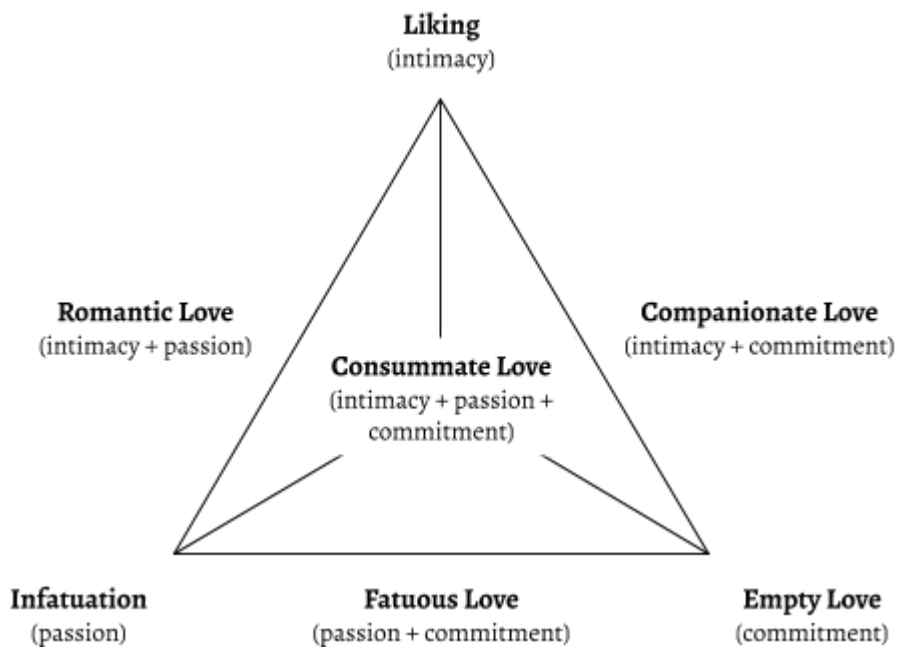 Liking
(intimacy)
Romantic Love
(intimacy + passion)
Companionate Love
(intimacy + commitment)
Consummate Love
(intimacy + passion +
commitment)
Infatuation
(passion)
Fatuous Love
(passion + commitment)
Empty Love
(commitment)